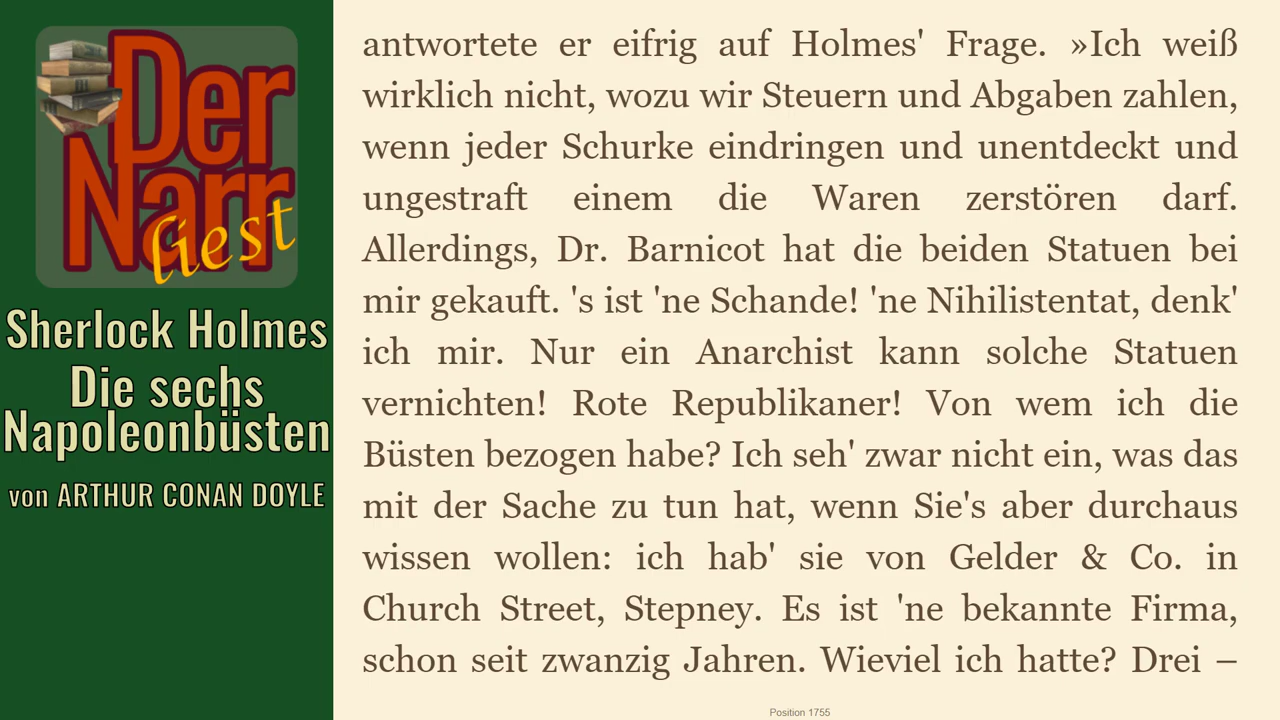 Der
Narr
liest
Sherlock Holmes
Die sechs
Napoleonbüsten
von ARTHUR CONAN DOYLE
antwortete er eifrig auf Holmes' Frage. »Ich weiß
wirklich nicht, wozu wir Steuern und Abgaben zahlen,
wenn jeder Schurke eindringen und unentdeckt und
ungestraft einem die Waren zerstören darf.
Allerdings, Dr. Barnicot hat die beiden Statuen bei
mir gekauft. 's ist 'ne Schande! 'ne Nihilistentat, denk'
ich mir. Nur ein Anarchist kann solche Statuen
vernichten! Rote Republikaner! Von wem ich die
Büsten bezogen habe? Ich seh' zwar nicht ein, was das
mit der Sache zu tun hat, wenn Sie's aber durchaus
wissen wollen: ich hab' sie von Gelder & Co. in
Church Street, Stepney. Es ist 'ne bekannte Firma,
schon seit zwanzig Jahren. Wieviel ich hatte? Drei –
Position 1755